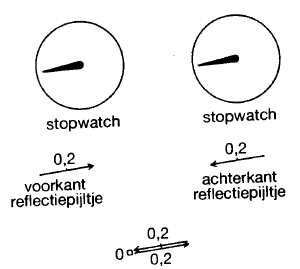 stopwatch
stopwatch
0,2
voorkant
reflectiepijltje
0,2
achterkant
reflectiepijltje
0,2
0
0,2